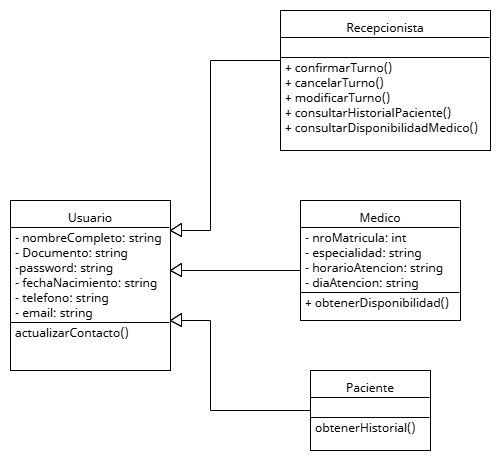 Recepcionista
+ confirmarTurno()
+ cancelarTurno()
+ modificarTurno()
+ consultarHistorialPaciente()
+ consultarDisponibilidadMedico()
Usuario
- nombreCompleto: string
- Documento: string
-password: string
- fechaNacimiento: string
- telefono: string
- email: string
actualizarContacto()
Medico
- nroMatricula: int
- especialidad: string
- horarioAtencion: string
- diaAtencion: string
+ obtenerDisponibilidad()
Paciente
obtenerHistorial()